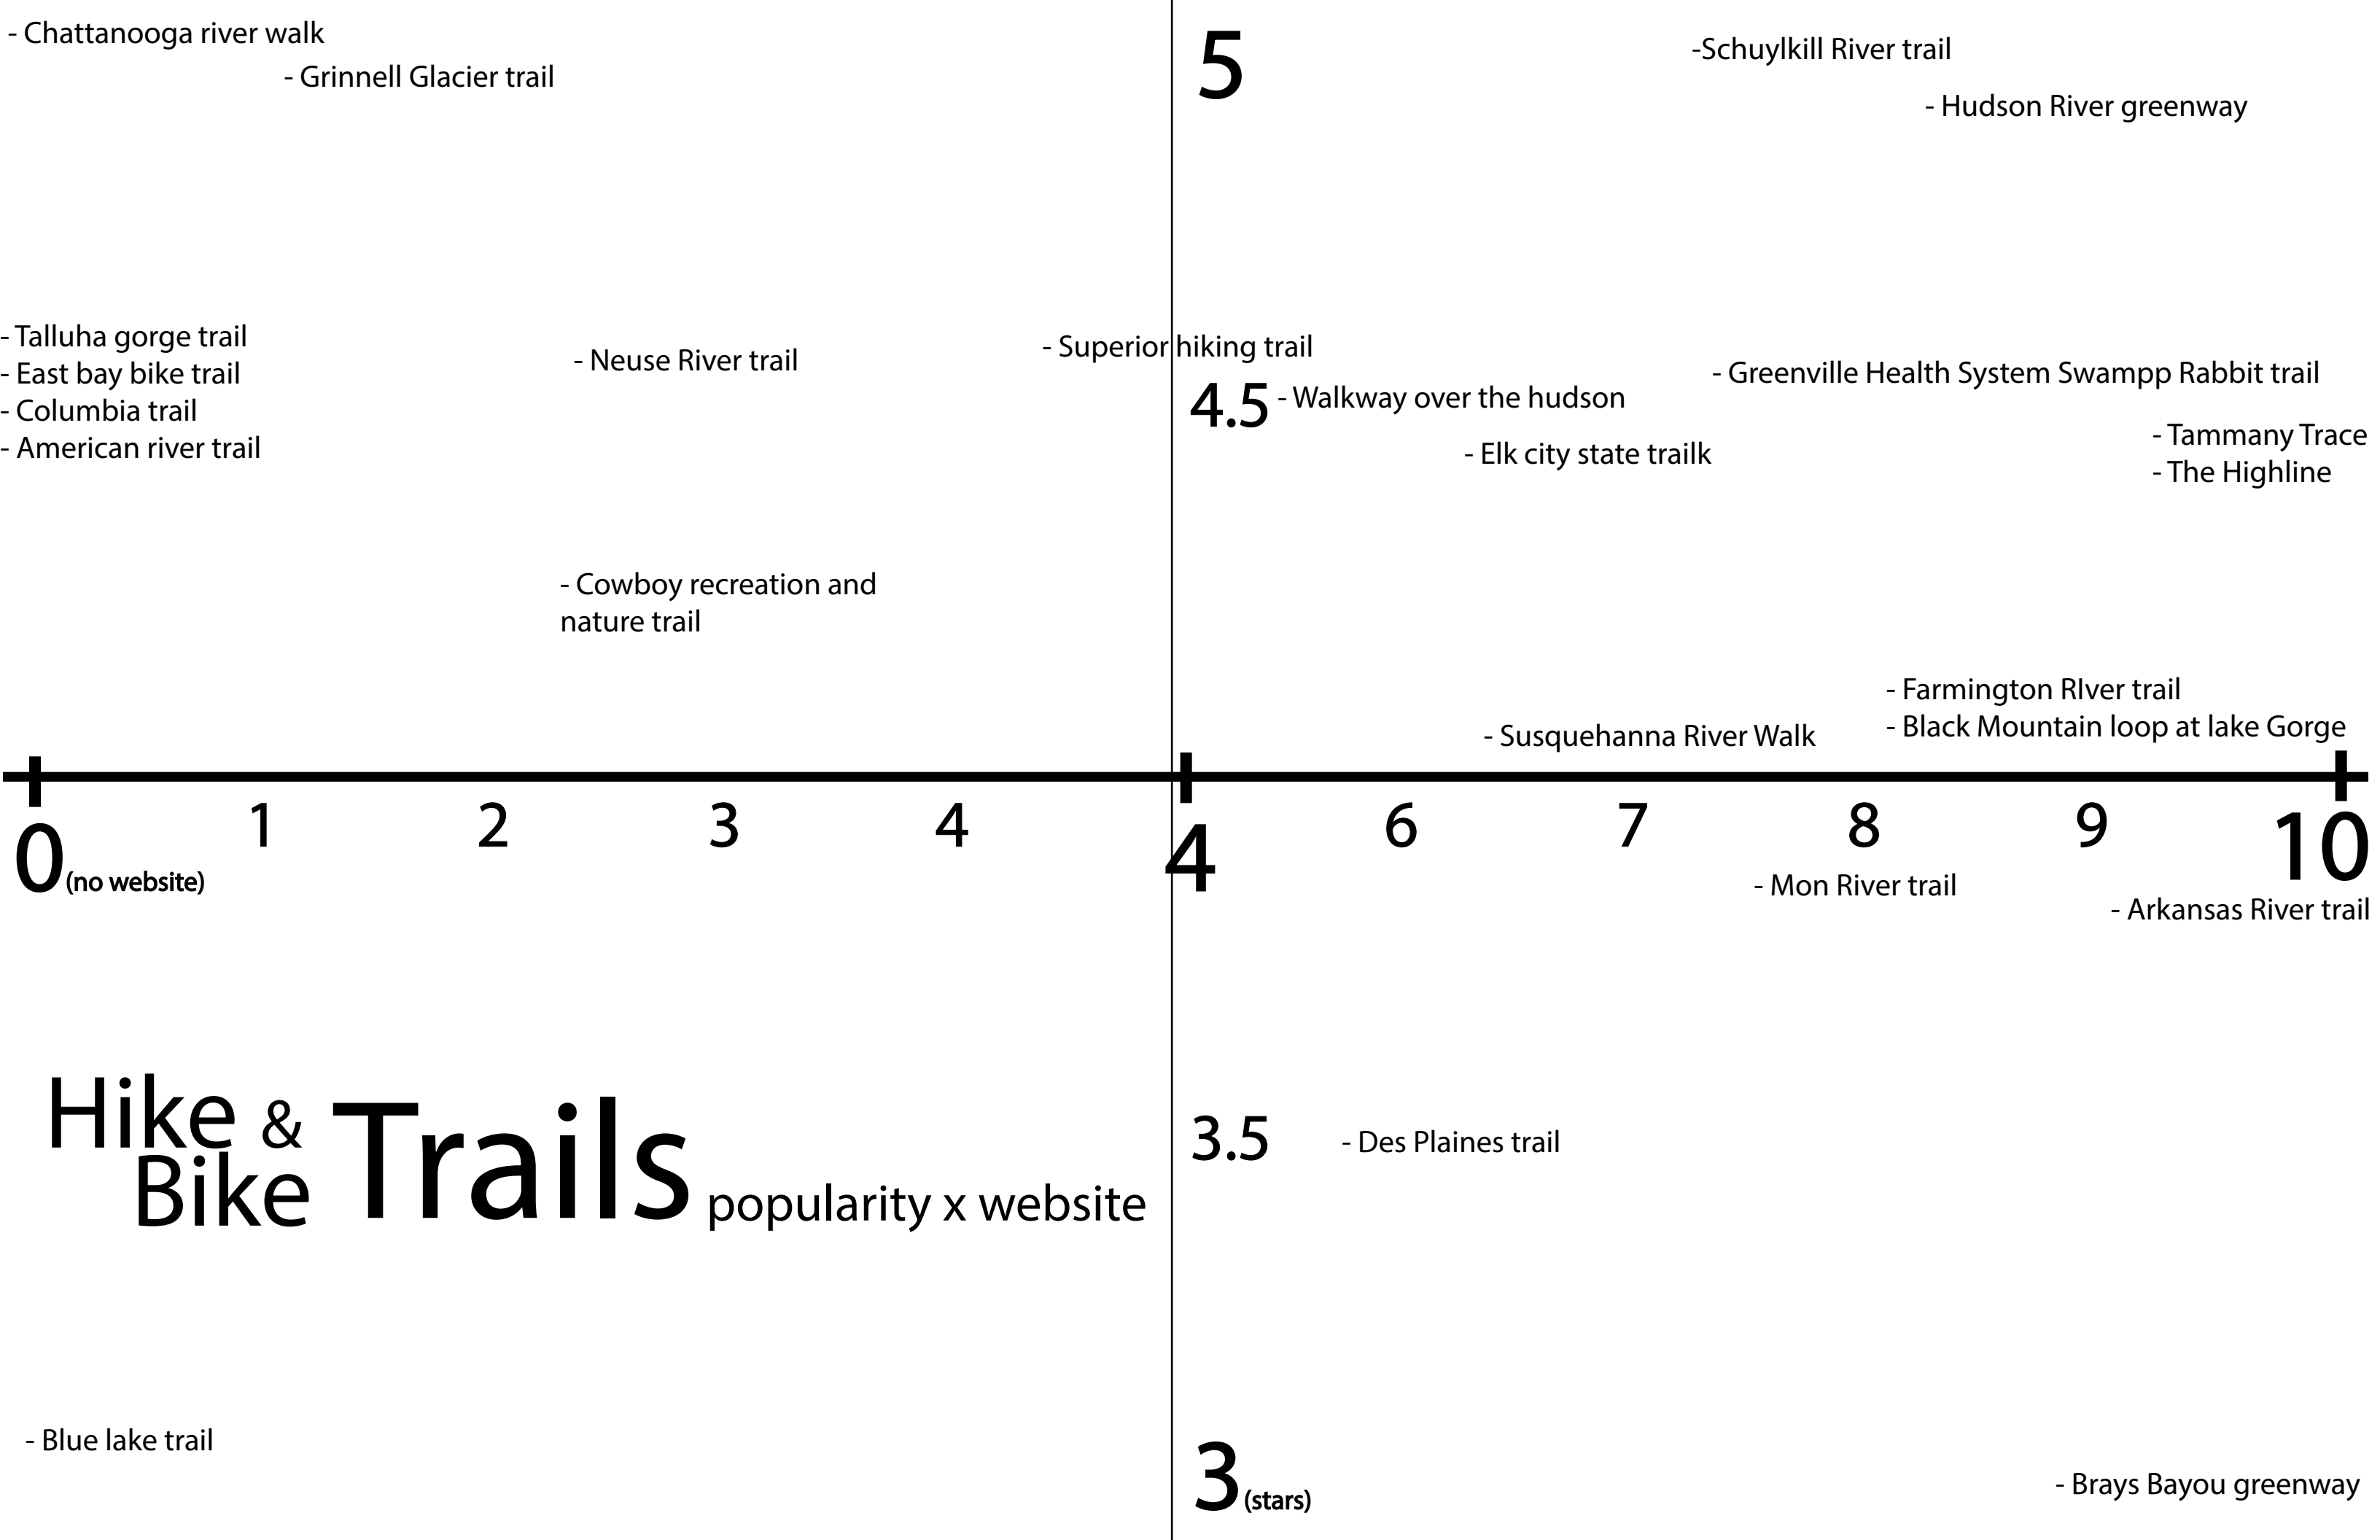 - Chattanooga river walk
- Grinnell Glacier trail
5
-Schuylkill River trail
- Hudson River greenway
- Talluha gorge trail
- East bay bike trail
- Columbia trail
- American river trail
- Neuse River trail
- Superior hiking trail
4.5
- Walkway over the hudson
- Elk city state trailk
- Greenville Health System Swampp Rabbit trail
- Tammany Trace
- The Highline
- Cowboy recreation and
nature trail
- Farmington RIver trail
- Black Mountain loop at lake Gorge
- Susquehanna River Walk
0 (no website)
1
2
3
4
4
6
7
8
9
10
- Mon River trail
- Arkansas River trail
Hike &
Bike
Trails
popularity x website
3.5
- Des Plaines trail
- Blue lake trail
3 (stars)
- Brays Bayou greenway